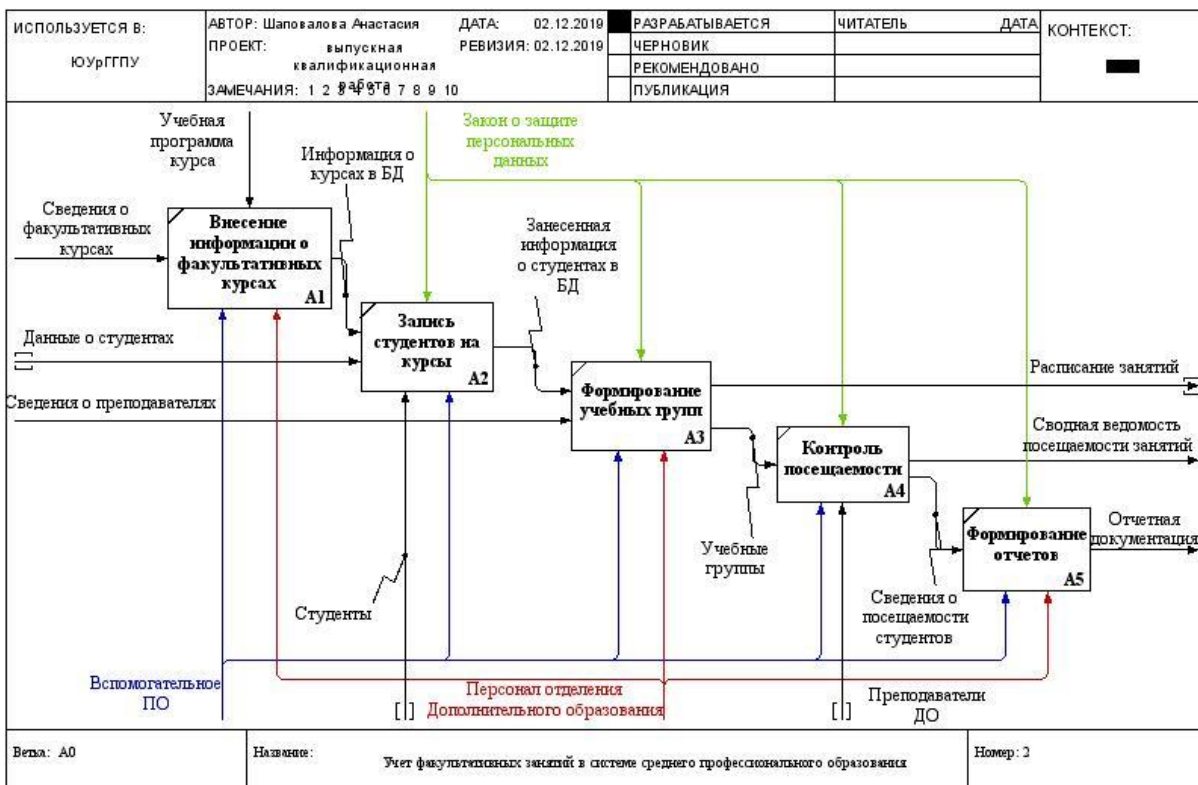 ИСПОЛЬЗУЕТСЯ В:
ЮУрГГПУ
АВТОР: Шаповалова Анастасия
ДАТА: 02.12.2019
ПРОЕКТ: выпускная
квалификационная
работа
РЕВИЗИЯ: 02.12.2019
ЗАМЕЧАНИЯ: 1 2 3 4 5 6 7 8 9 10
РАЗРАБАТЫВАЕТСЯ
ЧЕРНОВИК
РЕКОМЕНДОВАНО
ПУБЛИКАЦИЯ
ЧИТАТЕЛЬ
ДАТА
КОНТЕКСТ:
Учебная
программа
курса
Информация о
курсах в БД
Закон о защите
персональных
данных
Сведения о
факультативных
курсах
Внесение
информации о
факультативных
курсах
A1
Занесенная
информация
о студентах в
БД
Данные о студентах
Запись
студентов на
курсы
A2
Сведения о преподавателях
Формирование
учебных групп
A3
Расписание занятий
Сводная ведомость
посещаемости занятий
Контроль
посещаемости
A4
Отчетная
документация
Формирование
отчетов
A5
Учебные
группы
Сведения о
посещаемости
студентов
Студенты
Вспомогательное
ПО
Персонал отделения
Дополнительного образования
Преподаватели
ДО
Ветка: A0
Название:
Учет факультативных занятий в системе среднего профессионального образования
Номер: 2